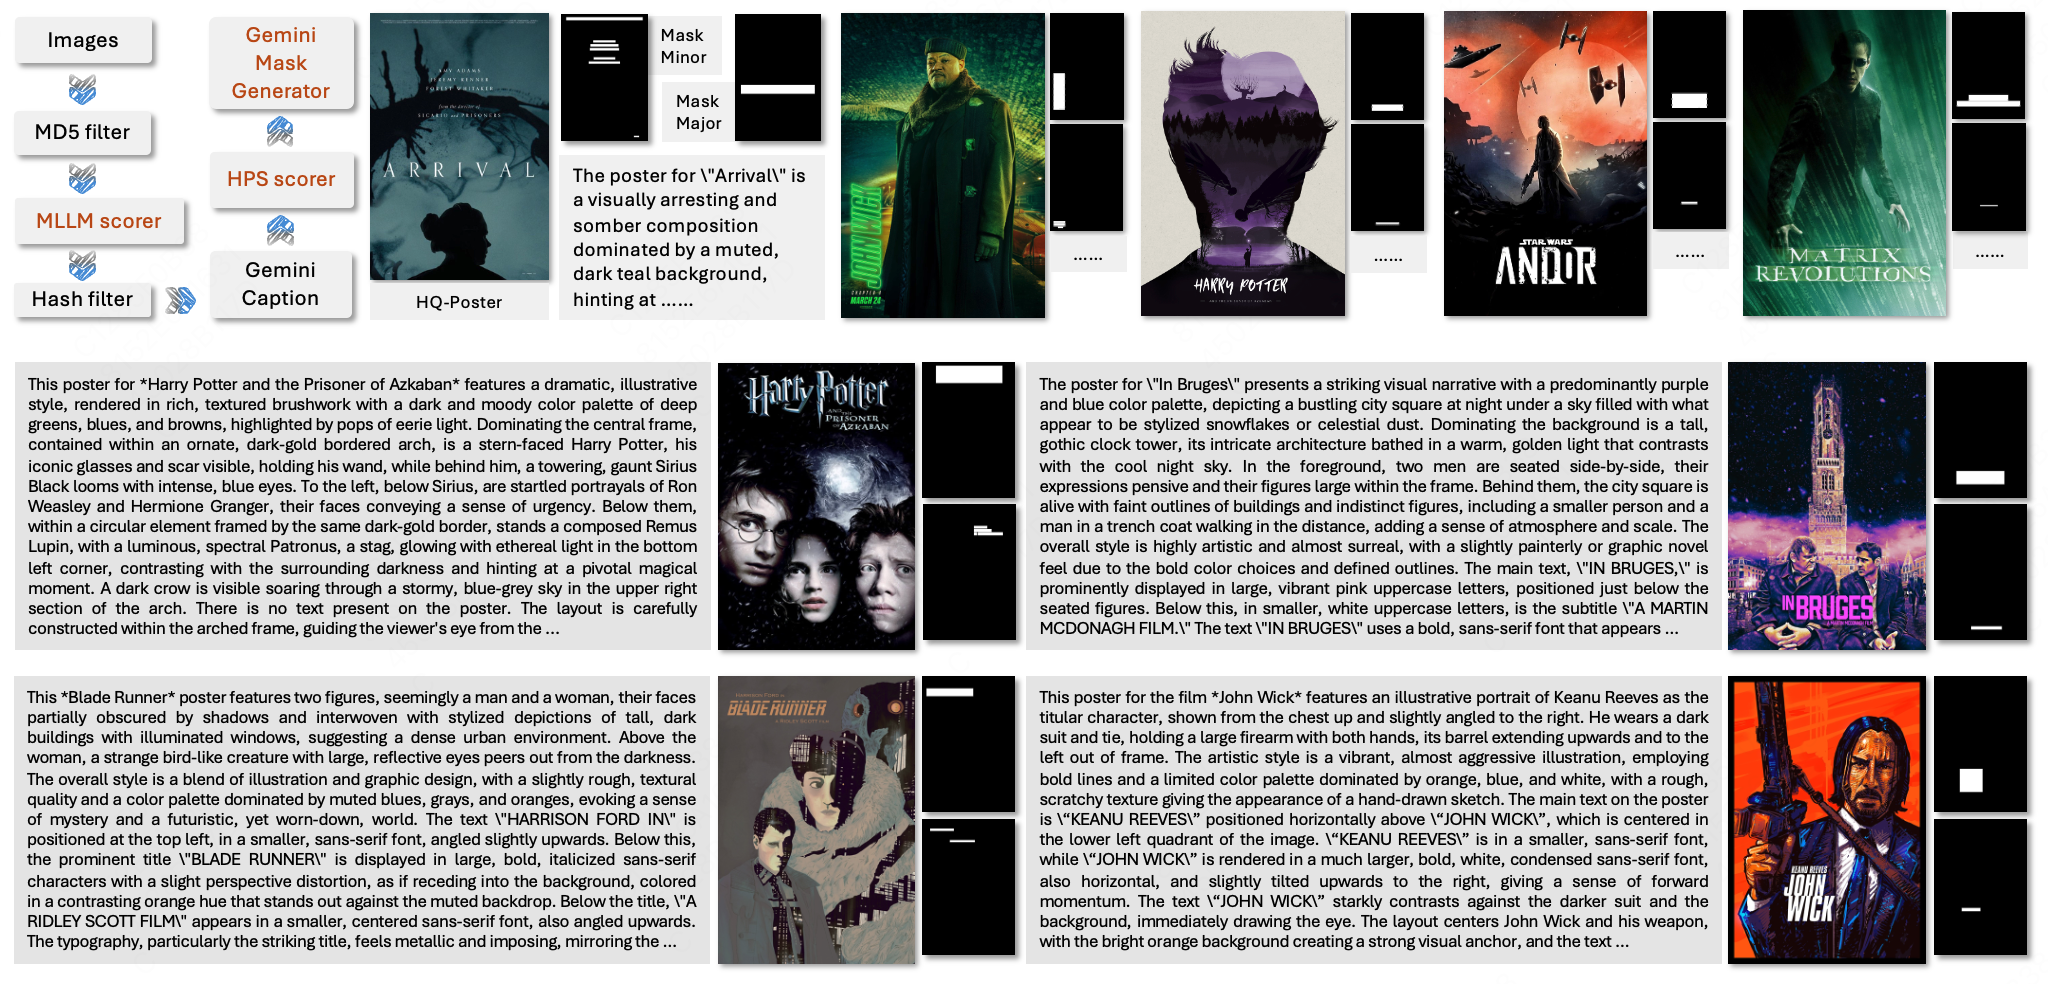 Images
MD5 filter
MLLM scorer
Hash filter
Gemini
Mask
Generator
HPS scorer
Gemini
Caption
AMY ADAMS
JEREMY RENNER
FOREST WHITAKER
from the director of
SICARIO and PRISONERS
ARRIVAL
HQ-Poster
Mask
Minor
Mask
Major
The poster for \"Arrival\" is
a visually arresting and
somber composition
dominated by a muted,
dark teal background,
hinting at ......
JOHN WICK
CHAPTER 4
MARCH 24
......
HARRY POTTER
......
STAR WARS
ANDOR
......
MATRIX
REVOLUTIONS
......
This poster for *Harry Potter and the Prisoner of Azkaban* features a dramatic, illustrative
style, rendered in rich, textured brushwork with a dark and moody color palette of deep
greens, blues, and browns, highlighted by pops of eerie light. Dominating the central frame,
contained within an ornate, dark-gold bordered arch, is a stern-faced Harry Potter, his
iconic glasses and scar visible, holding his wand, while behind him, a towering, gaunt Sirius
Black looms with intense, blue eyes. To the left, below Sirius, are startled portrayals of Ron
Weasley and Hermione Granger, their faces conveying a sense of urgency. Below them,
within a circular element framed by the same dark-gold border, stands a composed Remus
Lupin, with a luminous, spectral Patronus, a stag, glowing with ethereal light in the bottom
left corner, contrasting with the surrounding darkness and hinting at a pivotal magical
moment. A dark crow is visible soaring through a stormy, blue-grey sky in the upper right
section of the arch. There is no text present on the poster. The layout is carefully
constructed within the arched frame, guiding the viewer's eye from the ...
Harry Potter
AND THE
PRISONER
OF AZKABAN
The poster for \"In Bruges\" presents a striking visual narrative with a predominantly purple
and blue color palette, depicting a bustling city square at night under a sky filled with what
appear to be stylized snowflakes or celestial dust. Dominating the background is a tall,
gothic clock tower, its intricate architecture bathed in a warm, golden light that contrasts
with the cool night sky. In the foreground, two men are seated side-by-side, their
expressions pensive and their figures large within the frame. Behind them, the city square is
alive with faint outlines of buildings and indistinct figures, including a smaller person and a
man in a trench coat walking in the distance, adding a sense of atmosphere and scale. The
overall style is highly artistic and almost surreal, with a slightly painterly or graphic novel
feel due to the bold color choices and defined outlines. The main text, \"IN BRUGES,\" is
prominently displayed in large, vibrant pink uppercase letters, positioned just below the
seated figures. Below this, in smaller, white uppercase letters, is the subtitle \"A MARTIN
MCDONAGH FILM.\" The text \"IN BRUGES\" uses a bold, sans-serif font that appears ...
IN BRUGES
A MARTIN MCDONAGH FILM
This *Blade Runner* poster features two figures, seemingly a man and a woman, their faces
partially obscured by shadows and interwoven with stylized depictions of tall, dark
buildings with illuminated windows, suggesting a dense urban environment. Above the
woman, a strange bird-like creature with large, reflective eyes peers out from the darkness.
The overall style is a blend of illustration and graphic design, with a slightly rough, textural
quality and a color palette dominated by muted blues, grays, and oranges, evoking a sense
of mystery and a futuristic, yet worn-down, world. The text \"HARRISON FORD IN\" is
positioned at the top left, in a smaller, sans-serif font, angled slightly upwards. Below this,
the prominent title \"BLADE RUNNER\" is displayed in large, bold, italicized sans-serif
characters with a slight perspective distortion, as if receding into the background, colored
in a contrasting orange hue that stands out against the muted backdrop. Below the title, \"A
RIDLEY SCOTT FILM\" appears in a smaller, centered sans-serif font, also angled upwards.
The typography, particularly the striking title, feels metallic and imposing, mirroring the ...
HARRISON FORD IN
BLADE RUNNER
A RIDLEY SCOTT FILM
This poster for the film *John Wick* features an illustrative portrait of Keanu Reeves as the
titular character, shown from the chest up and slightly angled to the right. He wears a dark
suit and tie, holding a large firearm with both hands, its barrel extending upwards and to the
left out of frame. The artistic style is a vibrant, almost aggressive illustration, employing
bold lines and a limited color palette dominated by orange, blue, and white, with a rough,
scratchy texture giving the appearance of a hand-drawn sketch. The main text on the poster
is \“KEANU REEVES\” positioned horizontally above \“JOHN WICK\”, which is centered in
the lower left quadrant of the image. \“KEANU REEVES\” is in a smaller, sans-serif font,
while \“JOHN WICK\” is rendered in a much larger, bold, white, condensed sans-serif font,
also horizontal, and slightly tilted upwards to the right, giving a sense of forward
momentum. The text \“JOHN WICK\” starkly contrasts against the darker suit and the
background, immediately drawing the eye. The layout centers John Wick and his weapon,
with the bright orange background creating a strong visual anchor, and the text ...
KEANU REEVES
JOHN
WICK